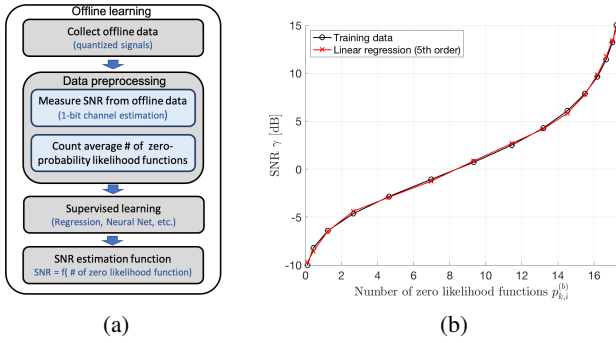 Offline learning
Collect offline data
(quantized signals)
Data preprocessing
Measure SNR from offline data
(1-bit channel estimation)
Count average # of zero-
probability likelihood functions
Supervised learning
(Regression, Neural Net, etc.)
SNR estimation function
SNR = f( # of zero likelihood function)
(a)
15
10
5
0
-5
-10
SNR γ [dB]
Training data
Linear regression (5th order)
0 2 4 6 8 10 12 14 16
Number of zero likelihood functions p_{k,i}^{(b)}
(b)